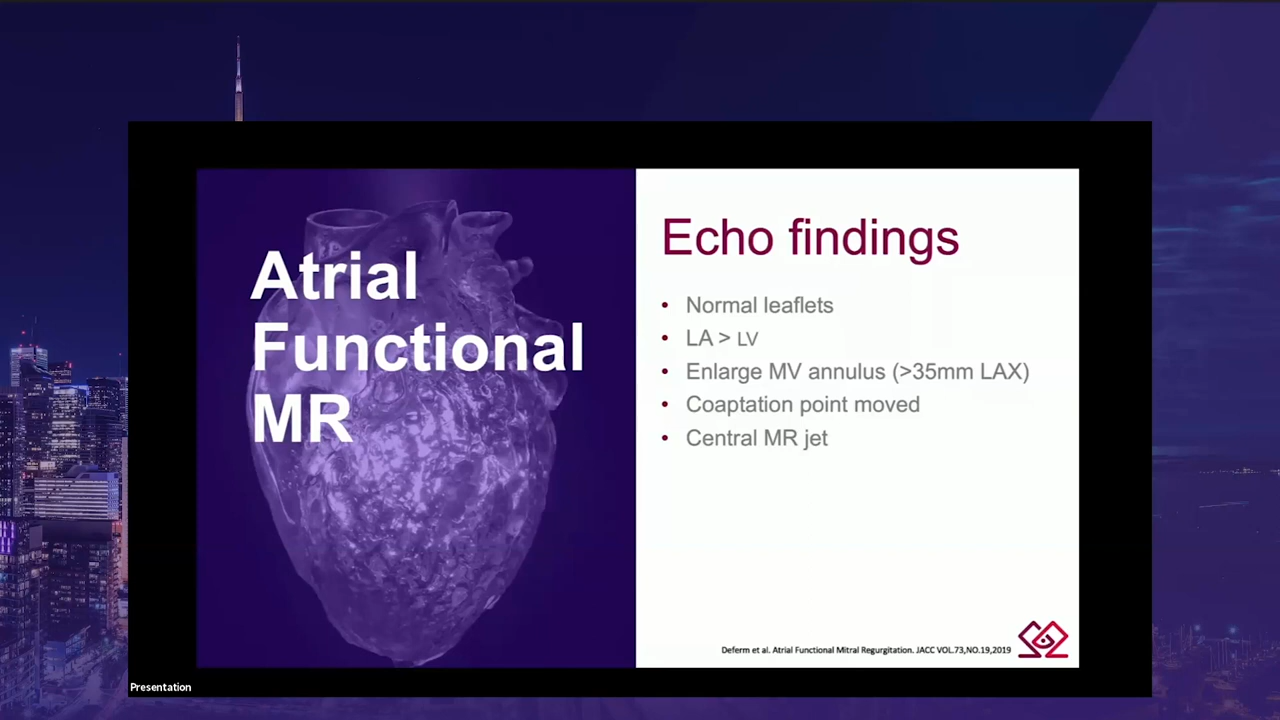 Atrial
Functional
MR
Echo findings
• Normal leaflets
• LA > LV
• Enlarge MV annulus (>35mm LAX)
• Coaptation point moved
• Central MR jet
Deferm et al. Atrial Functional Mitral Regurgitation. JACC VOL.73,NO.19,2019
Presentation